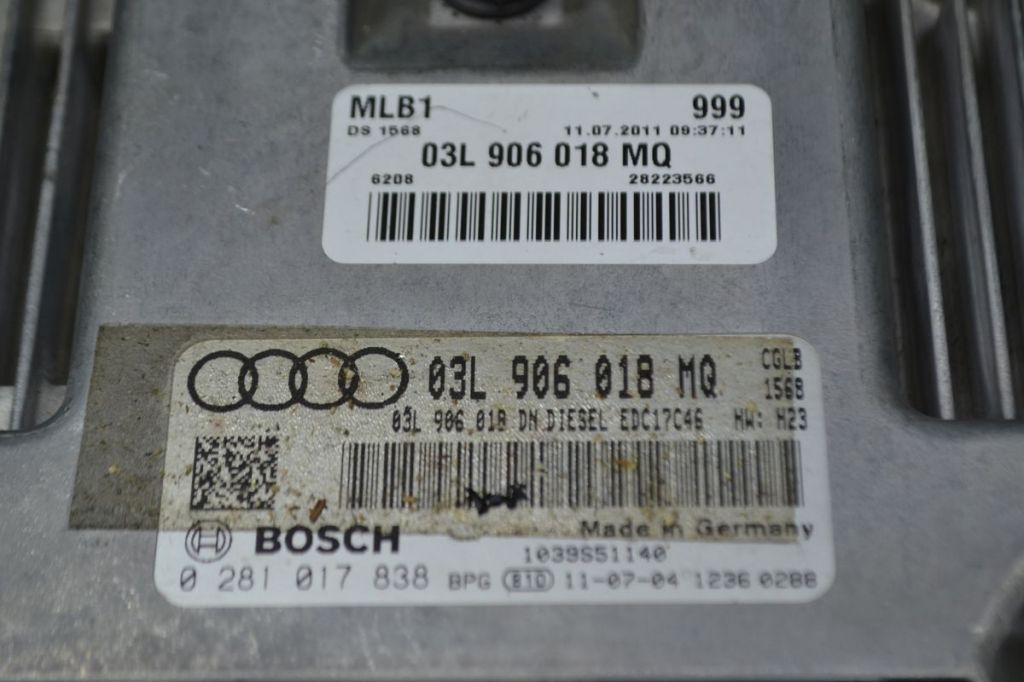 MLB1 999
DS 1568 11.07.2011 09:37:11
03L 906 018 MQ
6208 28223566
03L 906 018 MQ CGLB
1568
03L 906 018 DN DIESEL EDC17C46 HW: H23
BOSCH Made in Germany
1039S51140
0 281 017 838 BPG 810 11-07-04 1236 0288